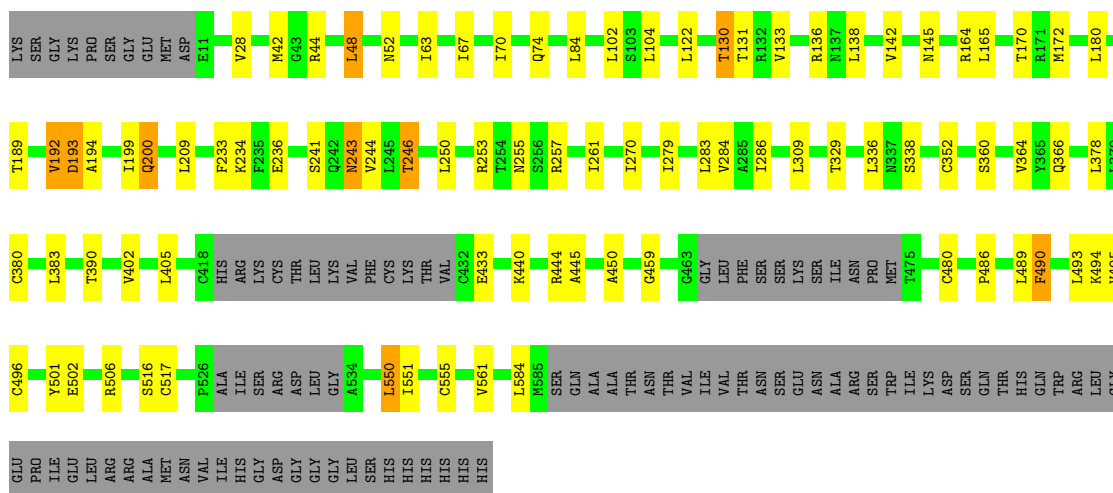 LYS SER GLY LYS PRO SER GLY GLU MET ASP E11 V28 M42 G43 R44 L48 N52 I63 I67 I70 Q74 L84 L102 S103 L104 L122 T130 T131 R132 V133 R136 N137 L138 V142 N145 R164 L165 T170 R171 M172 L180
T189 V192 D193 A194 I199 Q200 L209 F233 K234 F235 E236 S241 Q242 N243 V244 L245 T246 L250 R253 T254 N255 S256 R257 I261 I270 I279 L283 V284 A285 I286 L309 T329 L336 N337 S338 C352 S360 V364 Y365 Q366 L378
C380 L383 T390 V402 L405 C418 HIS ARG LYS CYS THR LEU LYS VAL PHE CYS LYS THR VAL C432 E433 K440 R444 A445 A450 G459 G463 GLY LEU PHE SER SER LYS SER ILE ASN PRO MET T475 C480 P486 L489 F490 L493 K494
C496 Y501 E502 R506 S516 C517 P526 ALA ILE SER ARG ASP LEU GLY A534 L550 I551 C555 V561 L584 M585 SER GLN ALA ALA THR ASN THR VAL ILE VAL THR ASN SER GLU ASN ALA ARG SER TRP ILE LYS ASP SER GLN THR HIS GLN TRP ARG LEU GLY
GLU PRO ILE GLU LEU ARG ARG ALA MET ASN VAL ILE HIS GLY ASP GLY GLY GLY LEU SER HIS HIS HIS HIS HIS HIS